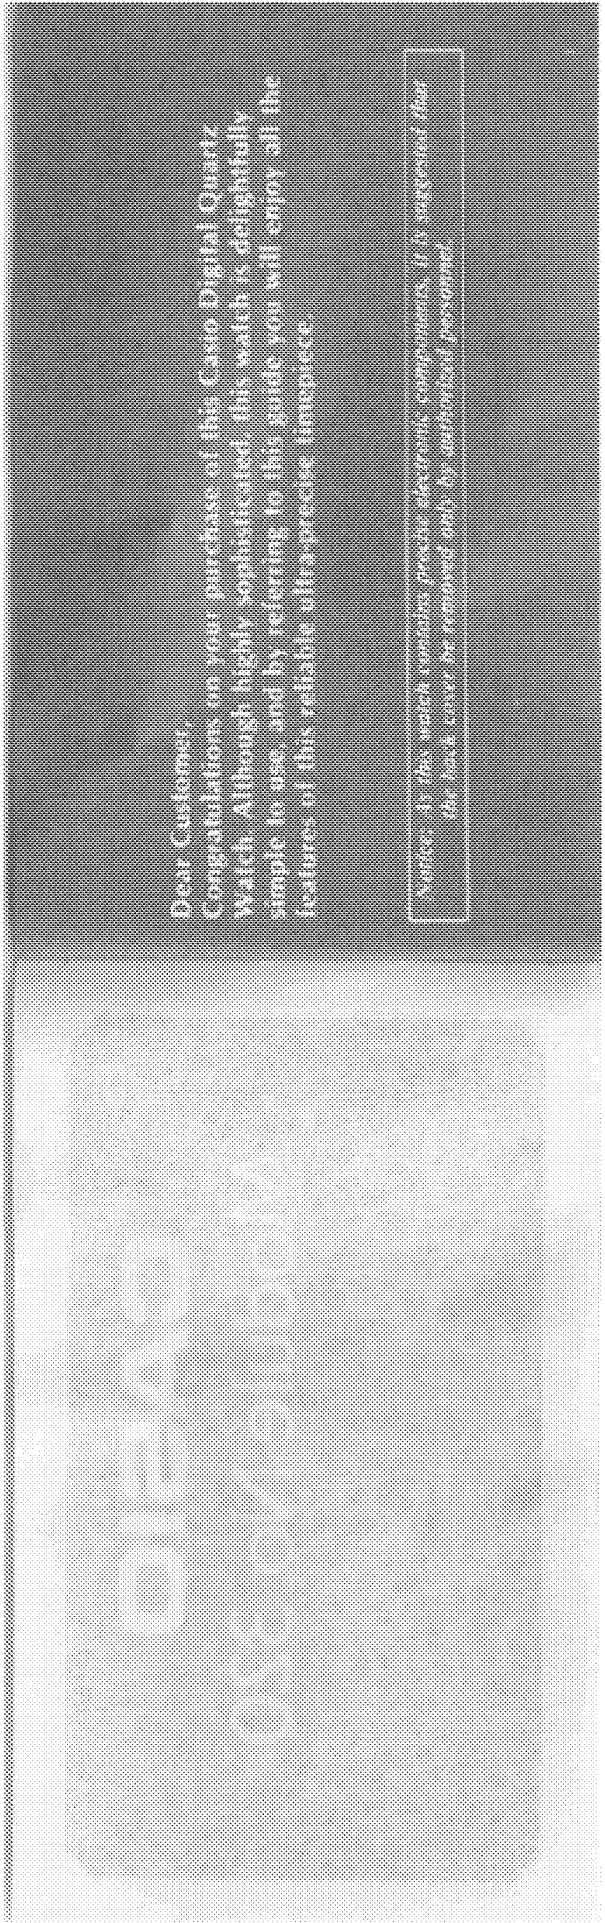 Dear Customer,
Congratulations on your purchase of this Casio Digital Quartz
Watch. Although highly sophisticated, this watch is delightfully
simple to use, and by referring to this guide you will enjoy all the
features of this reliable ultra-precise timepiece.
Notice: As this watch contains precise electronic components, it is suggested that
the back cover be removed only by authorized personnel.